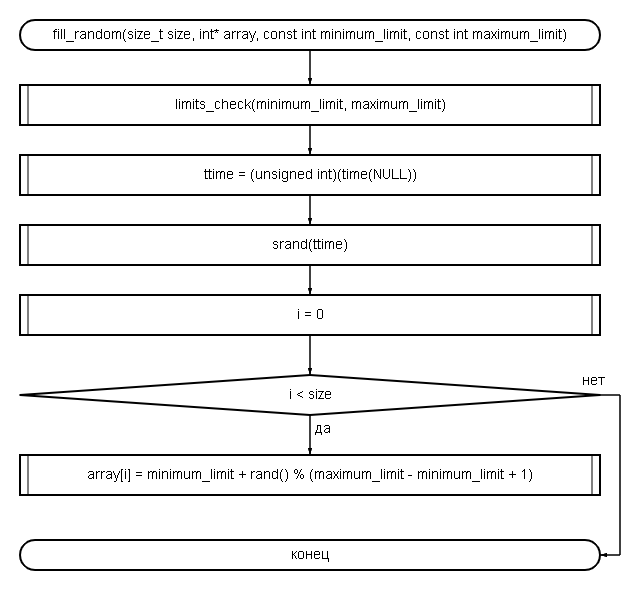 fill_random(size_t size, int* array, const int minimum_limit, const int maximum_limit)
limits_check(minimum_limit, maximum_limit)
ttime = (unsigned int)(time(NULL))
srand(ttime)
i = 0
нет
i < size
да
array[i] = minimum_limit + rand() % (maximum_limit - minimum_limit + 1)
конец